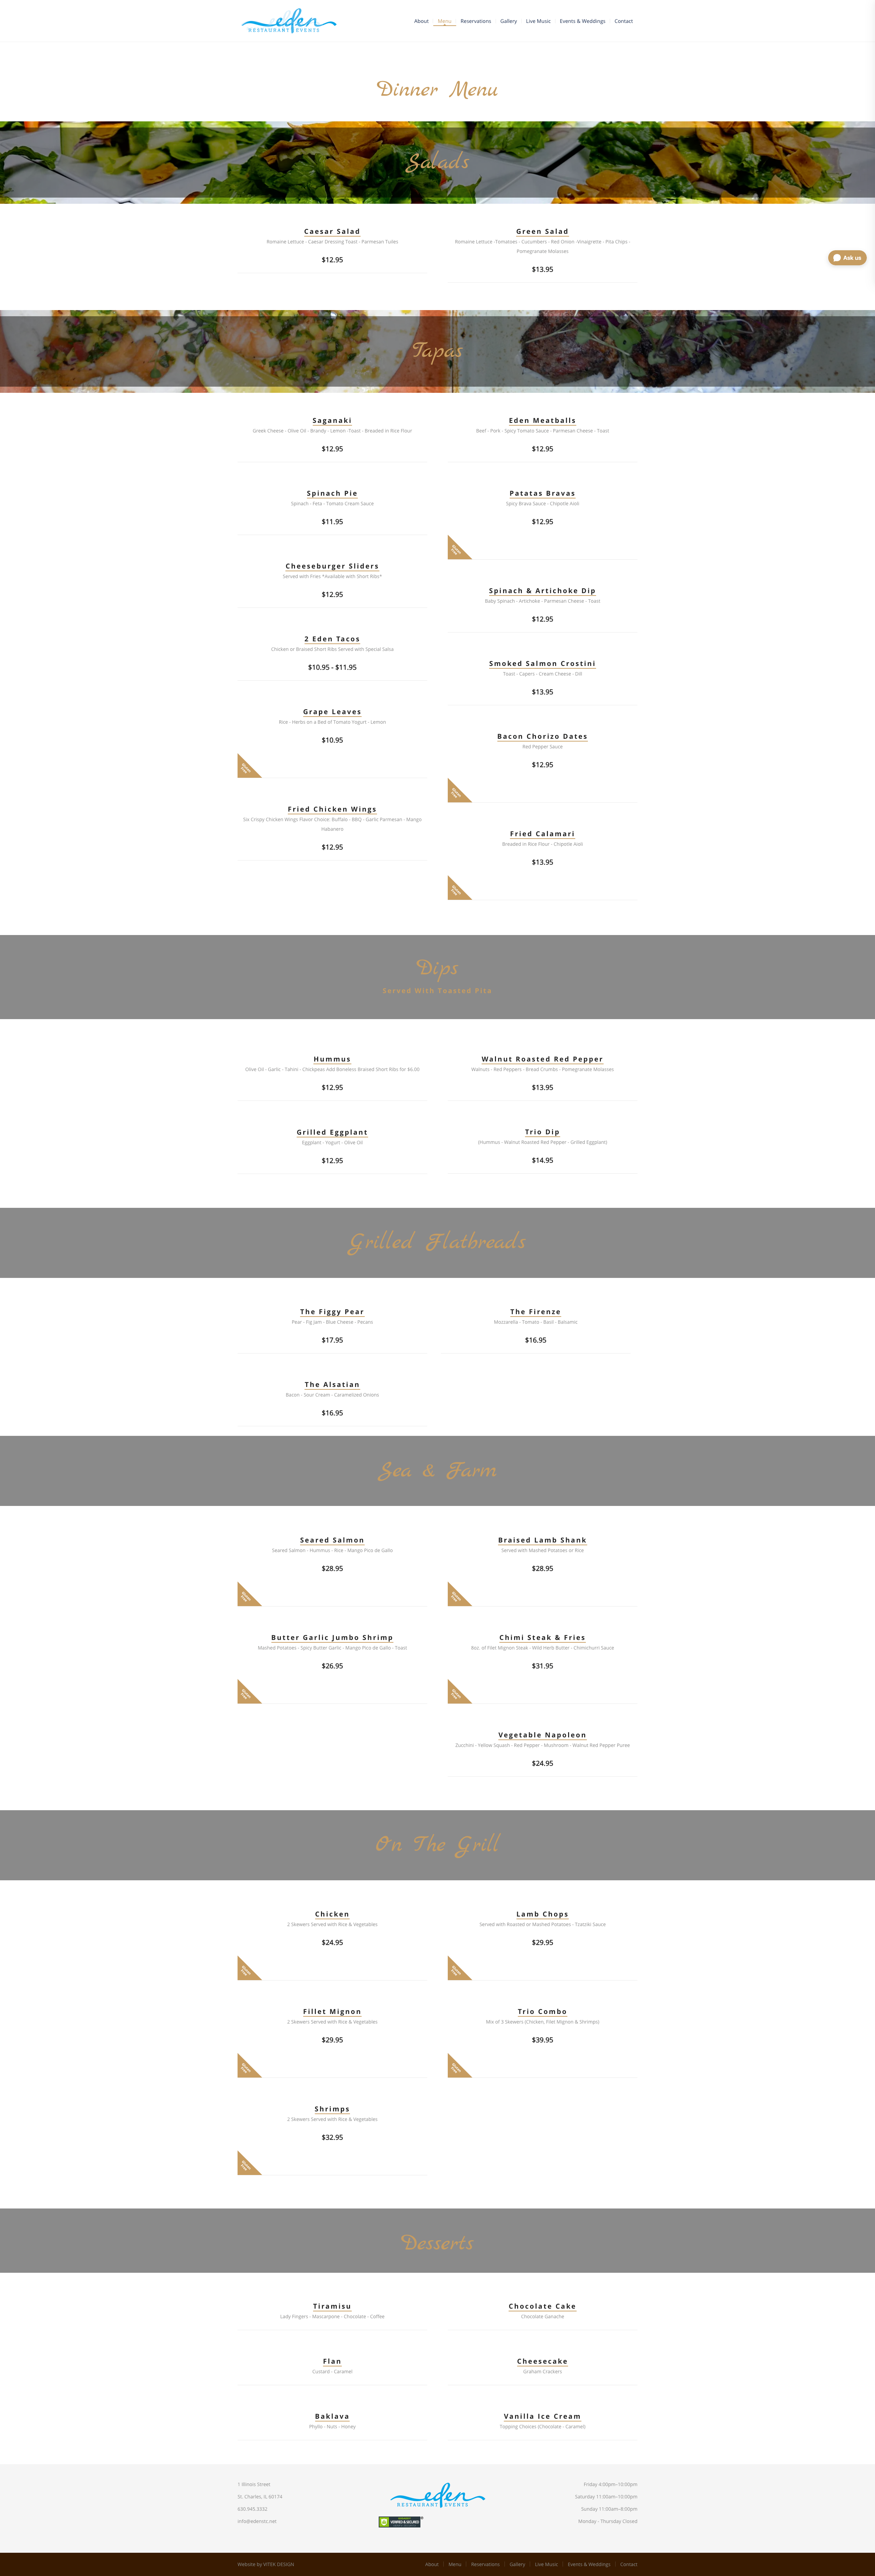 eden
RESTAURANT EVENTS
About
Menu
Reservations
Gallery
Live Music
Events & Weddings
Contact
Dinner Menu
Salads
Caesar Salad
Romaine Lettuce - Caesar Dressing Toast - Parmesan Tuiles
$12.95
Green Salad
Romaine Lettuce -Tomatoes - Cucumbers - Red Onion -Vinaigrette - Pita Chips -
Pomegranate Molasses
$13.95
Ask us
Tapas
Saganaki
Greek Cheese - Olive Oil - Brandy - Lemon -Toast - Breaded in Rice Flour
$12.95
Spinach Pie
Spinach - Feta - Tomato Cream Sauce
$11.95
Cheeseburger Sliders
Served with Fries *Available with Short Ribs*
$12.95
2 Eden Tacos
Chicken or Braised Short Ribs Served with Special Salsa
$10.95 - $11.95
Grape Leaves
Rice - Herbs on a Bed of Tomato Yogurt - Lemon
$10.95
Fried Chicken Wings
Six Crispy Chicken Wings Flavor Choice: Buffalo - BBQ - Garlic Parmesan - Mango
Habanero
$12.95
Eden Meatballs
Beef - Pork - Spicy Tomato Sauce - Parmesan Cheese - Toast
$12.95
Patatas Bravas
Spicy Brava Sauce - Chipotle Aioli
$12.95
Spinach & Artichoke Dip
Baby Spinach - Artichoke - Parmesan Cheese - Toast
$12.95
Smoked Salmon Crostini
Toast - Capers - Cream Cheese - Dill
$13.95
Bacon Chorizo Dates
Red Pepper Sauce
$12.95
Fried Calamari
Breaded in Rice Flour - Chipotle Aioli
$13.95
Dips
Served With Toasted Pita
Hummus
Olive Oil - Garlic - Tahini - Chickpeas Add Boneless Braised Short Ribs for $6.00
$12.95
Walnut Roasted Red Pepper
Walnuts - Red Peppers - Bread Crumbs - Pomegranate Molasses
$13.95
Grilled Eggplant
Eggplant - Yogurt - Olive Oil
$12.95
Trio Dip
(Hummus - Walnut Roasted Red Pepper - Grilled Eggplant)
$14.95
Grilled Flatbreads
The Figgy Pear
Pear - Fig Jam - Blue Cheese - Pecans
$17.95
The Firenze
Mozzarella - Tomato - Basil - Balsamic
$16.95
The Alsatian
Bacon - Sour Cream - Caramelized Onions
$16.95
Sea & Farm
Seared Salmon
Seared Salmon - Hummus - Rice - Mango Pico de Gallo
$28.95
Braised Lamb Shank
Served with Mashed Potatoes or Rice
$28.95
Butter Garlic Jumbo Shrimp
Mashed Potatoes - Spicy Butter Garlic - Mango Pico de Gallo - Toast
$26.95
Chimi Steak & Fries
8oz. of Filet Mignon Steak - Wild Herb Butter - Chimichurri Sauce
$31.95
Vegetable Napoleon
Zucchini - Yellow Squash - Red Pepper - Mushroom - Walnut Red Pepper Puree
$24.95
On The Grill
Chicken
2 Skewers Served with Rice & Vegetables
$24.95
Lamb Chops
Served with Roasted or Mashed Potatoes - Tzatziki Sauce
$29.95
Fillet Mignon
2 Skewers Served with Rice & Vegetables
$29.95
Trio Combo
Mix of 3 Skewers (Chicken, Filet Mignon & Shrimps)
$39.95
Shrimps
2 Skewers Served with Rice & Vegetables
$32.95
Desserts
Tiramisu
Lady Fingers - Mascarpone - Chocolate - Coffee
Chocolate Cake
Chocolate Ganache
Flan
Custard - Caramel
Cheesecake
Graham Crackers
Baklava
Phyllo - Nuts - Honey
Vanilla Ice Cream
Topping Choices (Chocolate - Caramel)
1 Illinois Street
St. Charles, IL 60174
630.945.3332
info@edenstc.net
eden
RESTAURANT EVENTS
VERIFIED & SECURED
Friday 4:00pm–10:00pm
Saturday 11:00am–10:00pm
Sunday 11:00am–8:00pm
Monday - Thursday Closed
Website by VITEK DESIGN
About
Menu
Reservations
Gallery
Live Music
Events & Weddings
Contact